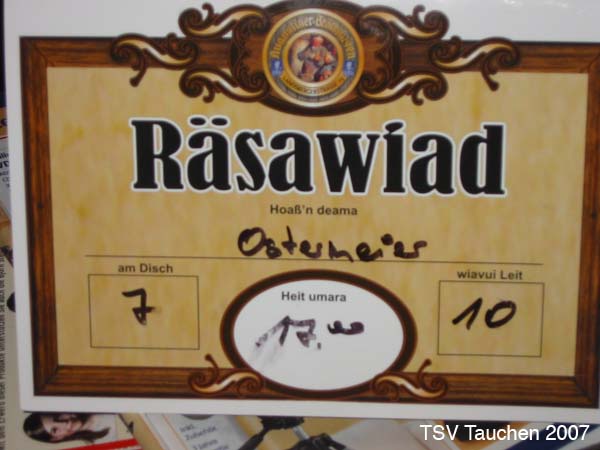 Räsawiad
Hoaß'n deama
Ostermeier
am Disch
wiavui Leit
7
Heit umara
10
17.00
TSV Tauchen 2007